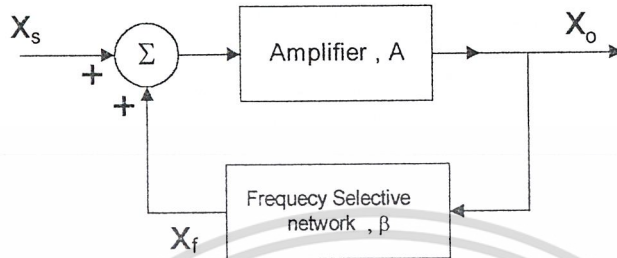 X_s
X_o
Σ
Amplifier , A
+
+
Frequecy Selective
network , β
X_f